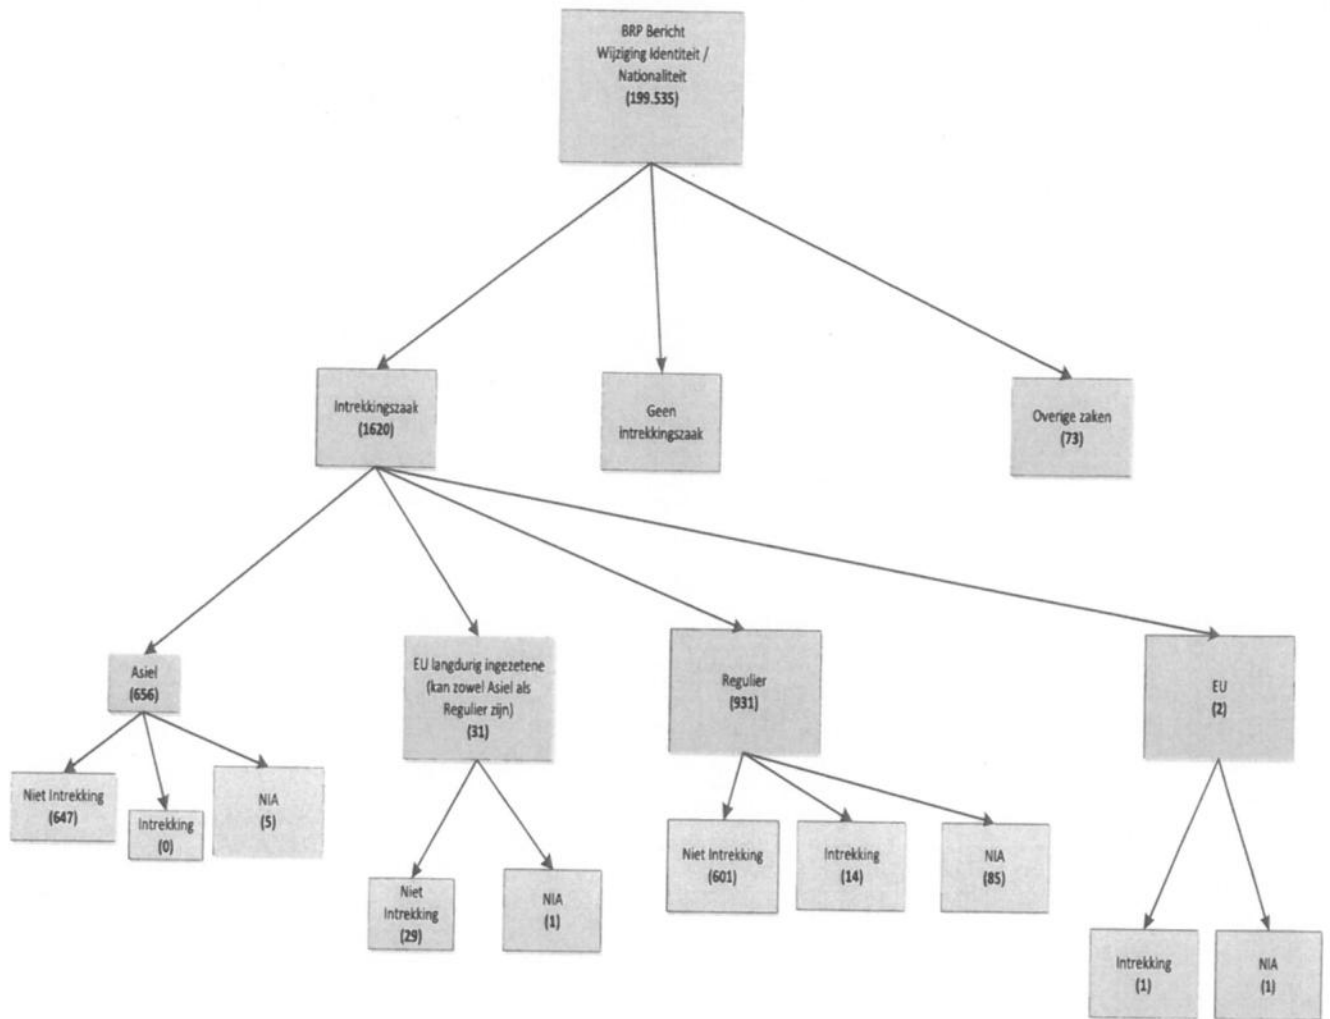 BRP Bericht
Wijziging Identiteit /
Nationaliteit
(199.535)
Intrekkingszaak
(1620)
Geen
intrekkingszaak
Overige zaken
(73)
Asiel
(656)
EU langdurig ingezetene
(kan zowel Asiel als
Regulier zijn)
(31)
Regulier
(931)
EU
(2)
Niet Intrekking
(647)
Intrekking
(0)
NIA
(5)
Niet
Intrekking
(29)
NIA
(1)
Niet Intrekking
(601)
Intrekking
(14)
NIA
(85)
Intrekking
(1)
NIA
(1)